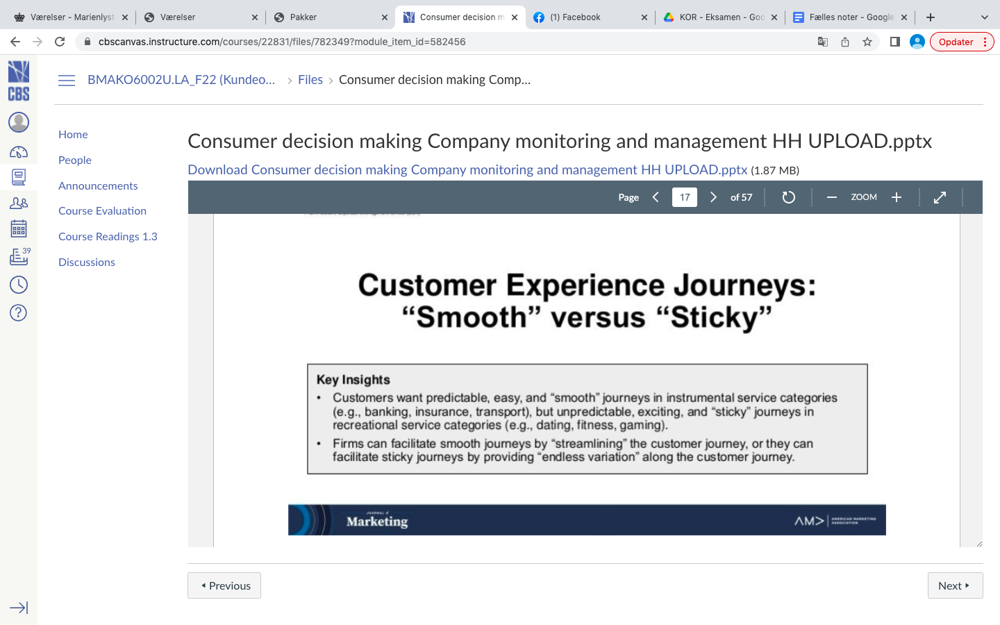 Værelser - Marienlyst
Værelser
Pakker
Consumer decision m
(1) Facebook
KOR - Eksamen - Goo
Fælles noter - Google
cbscanvas.instructure.com/courses/22831/files/782349?module_item_id=582456
Opdater
CBS
BMAKO6002U.LA_F22 (Kundeo... › Files › Consumer decision making Comp...
Home
People
Announcements
Course Evaluation
Course Readings 1.3
Discussions
39
Consumer decision making Company monitoring and management HH UPLOAD.pptx
Download Consumer decision making Company monitoring and management HH UPLOAD.pptx (1.87 MB)
Page 17 of 57 ZOOM
Customer Experience Journeys:
“Smooth” versus “Sticky”
Key Insights
• Customers want predictable, easy, and “smooth” journeys in instrumental service categories
(e.g., banking, insurance, transport), but unpredictable, exciting, and “sticky” journeys in
recreational service categories (e.g., dating, fitness, gaming).
• Firms can facilitate smooth journeys by “streamlining” the customer journey, or they can
facilitate sticky journeys by providing “endless variation” along the customer journey.
JOURNAL of
Marketing
AMA
AMERICAN MARKETING
ASSOCIATION
Previous
Next